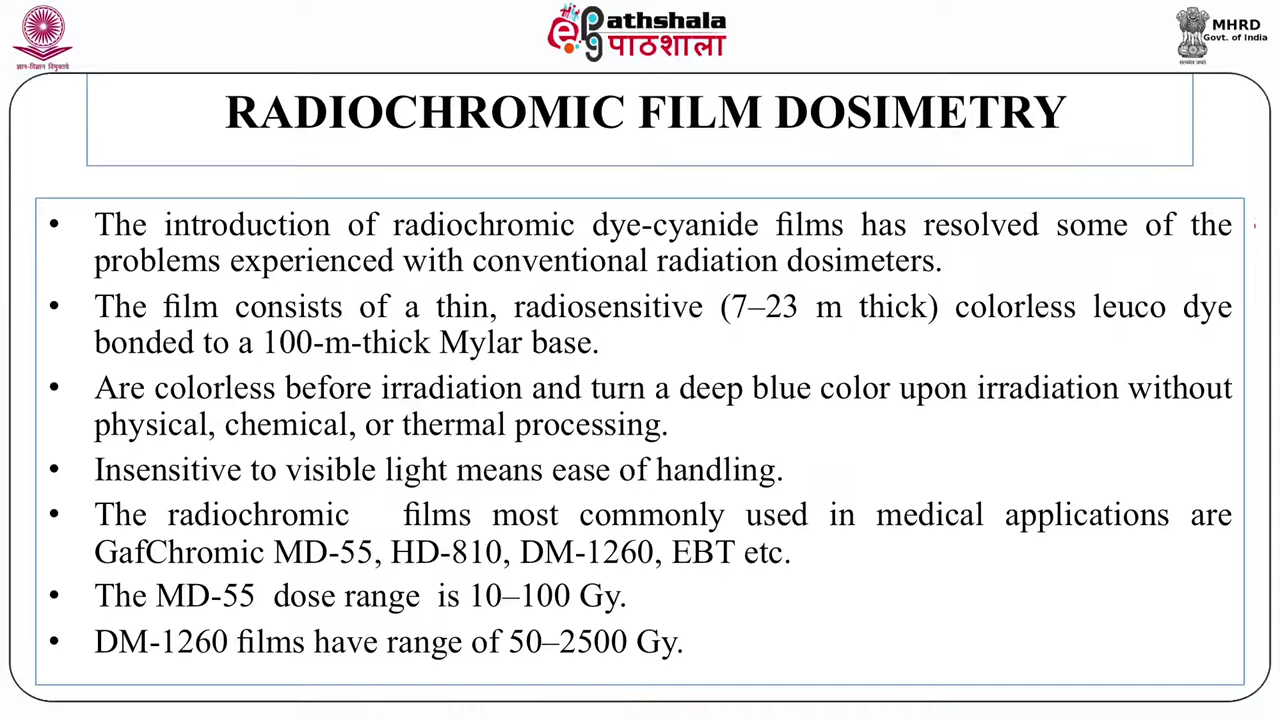 ePathshala
पाठशाला
MHRD
Govt. of India
ज्ञान-विज्ञान विमुक्तये
सत्यमेव जयते
RADIOCHROMIC FILM DOSIMETRY
• The introduction of radiochromic dye-cyanide films has resolved some of the
problems experienced with conventional radiation dosimeters.
• The film consists of a thin, radiosensitive (7–23 m thick) colorless leuco dye
bonded to a 100-m-thick Mylar base.
• Are colorless before irradiation and turn a deep blue color upon irradiation without
physical, chemical, or thermal processing.
• Insensitive to visible light means ease of handling.
• The radiochromic films most commonly used in medical applications are
GafChromic MD-55, HD-810, DM-1260, EBT etc.
• The MD-55 dose range is 10–100 Gy.
• DM-1260 films have range of 50–2500 Gy.